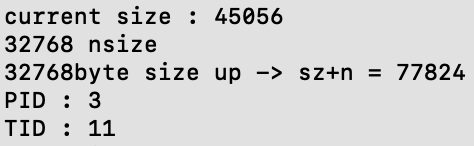 current size : 45056
32768 nsize
32768byte size up -> sz+n = 77824
PID : 3
TID : 11